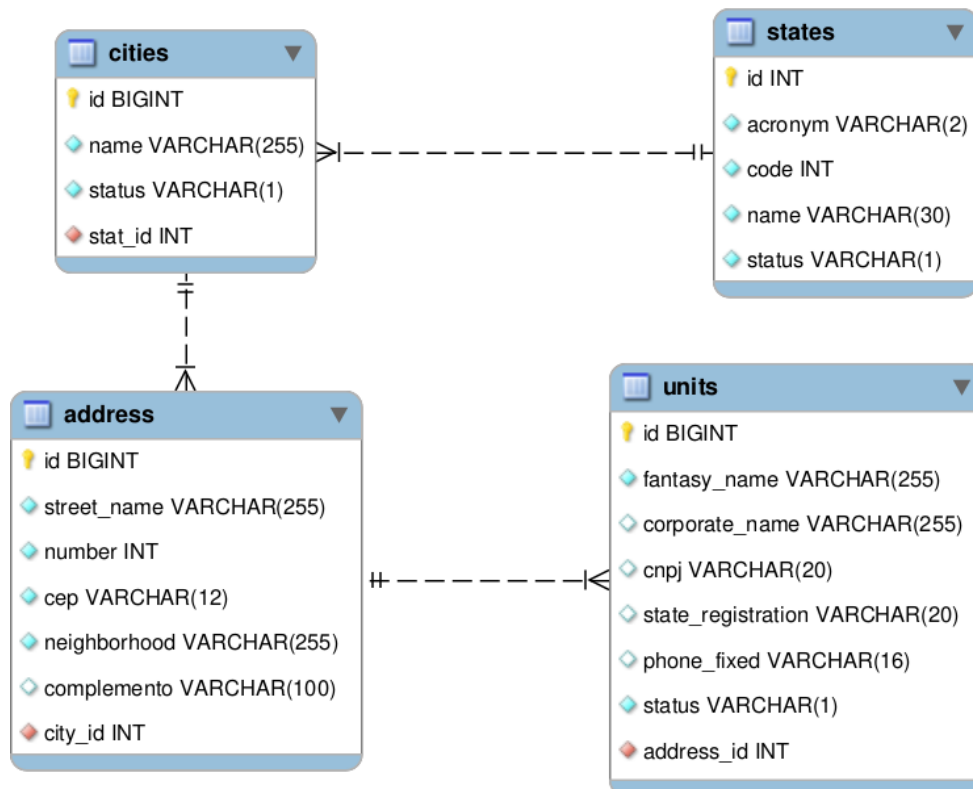 cities
id BIGINT
name VARCHAR(255)
status VARCHAR(1)
stat_id INT
states
id INT
acronym VARCHAR(2)
code INT
name VARCHAR(30)
status VARCHAR(1)
address
id BIGINT
street_name VARCHAR(255)
number INT
cep VARCHAR(12)
neighborhood VARCHAR(255)
complemento VARCHAR(100)
city_id INT
units
id BIGINT
fantasy_name VARCHAR(255)
corporate_name VARCHAR(255)
cnpj VARCHAR(20)
state_registration VARCHAR(20)
phone_fixed VARCHAR(16)
status VARCHAR(1)
address_id INT